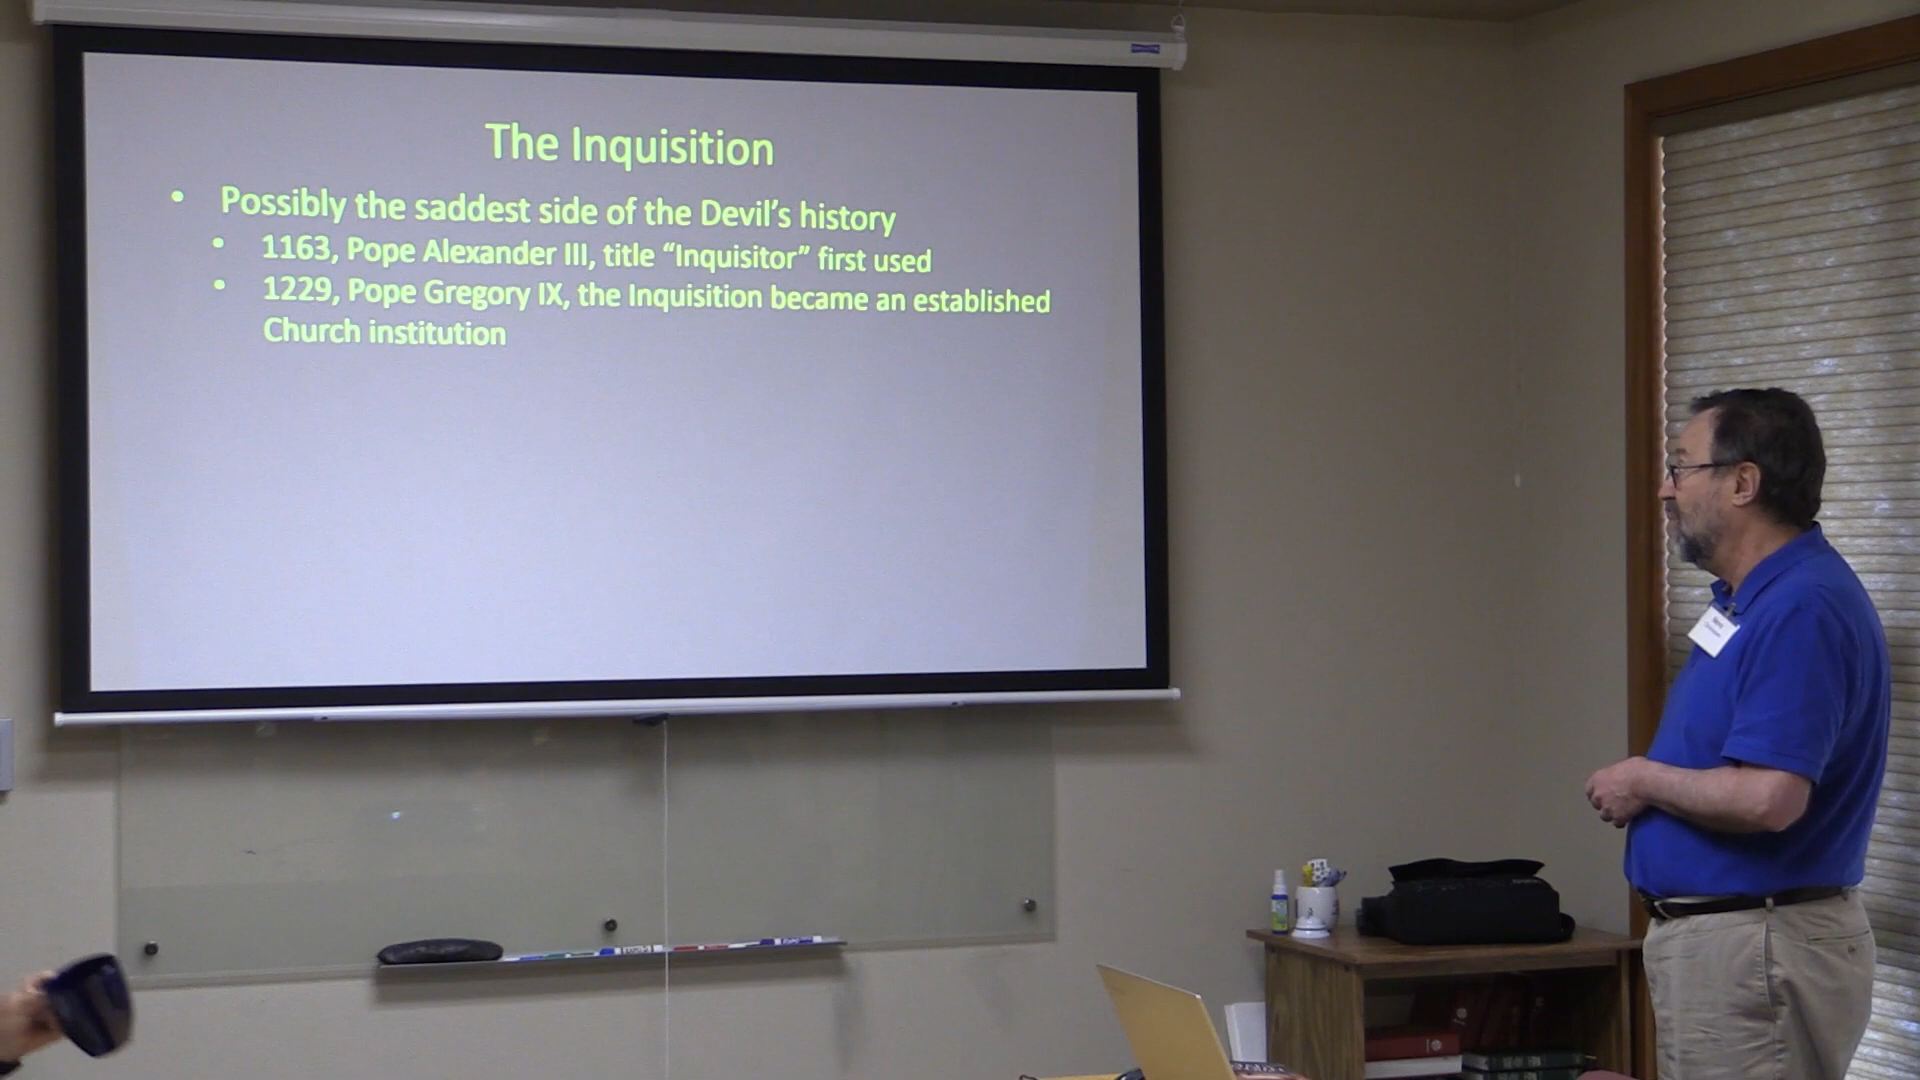 The Inquisition
• Possibly the saddest side of the Devil's history
• 1163, Pope Alexander III, title “Inquisitor” first used
• 1229, Pope Gregory IX, the Inquisition became an established
Church institution